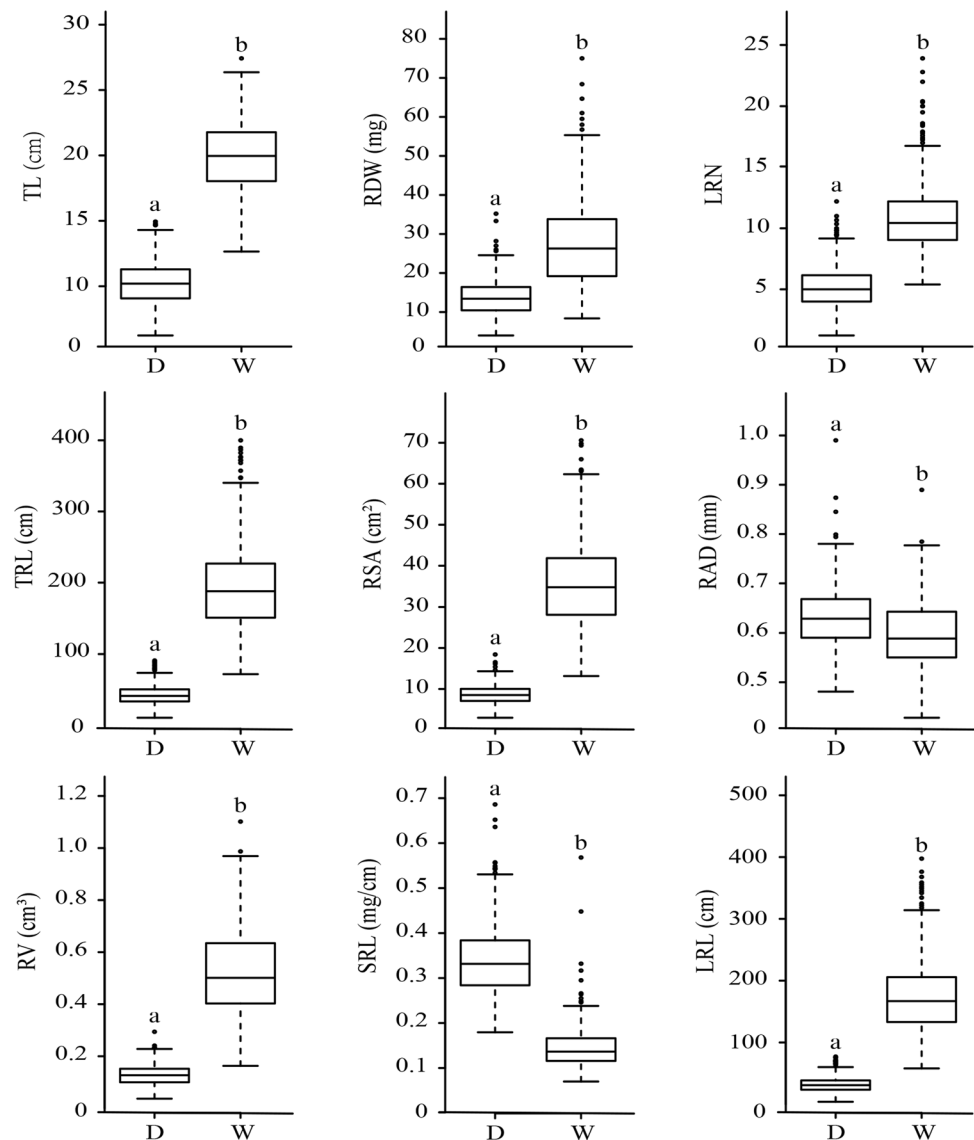 30
25
20
15
10
0
TL (cm)
a
b
D
W
80
70
60
50
40
30
20
10
0
RDW (mg)
a
b
D
W
25
20
15
10
5
0
LRN
a
b
D
W
400
300
200
100
0
TRL (cm)
a
b
D
W
70
60
50
40
30
20
10
0
RSA (cm²)
a
b
D
W
1.0
0.9
0.8
0.7
0.6
0.5
0
RAD (mm)
a
b
D
W
1.2
1.0
0.8
0.6
0.4
0.2
0
RV (cm³)
a
b
D
W
0.7
0.6
0.5
0.4
0.3
0.2
0.1
0
SRL (mg/cm)
a
b
D
W
500
400
300
200
100
0
LRL (cm)
a
b
D
W